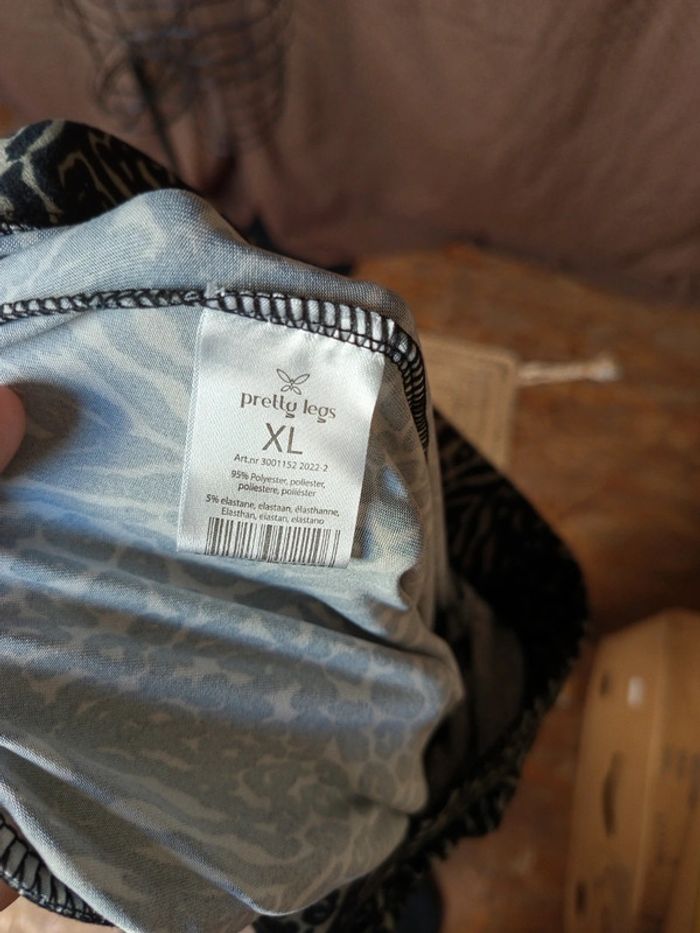 pretty legs
XL
Art.nr 3001152 2022-2
95% Polyester, poliester,
poliestere, poliéster
5% elastane, elastaan, élasthanne,
Elasthan, elastan, elastano